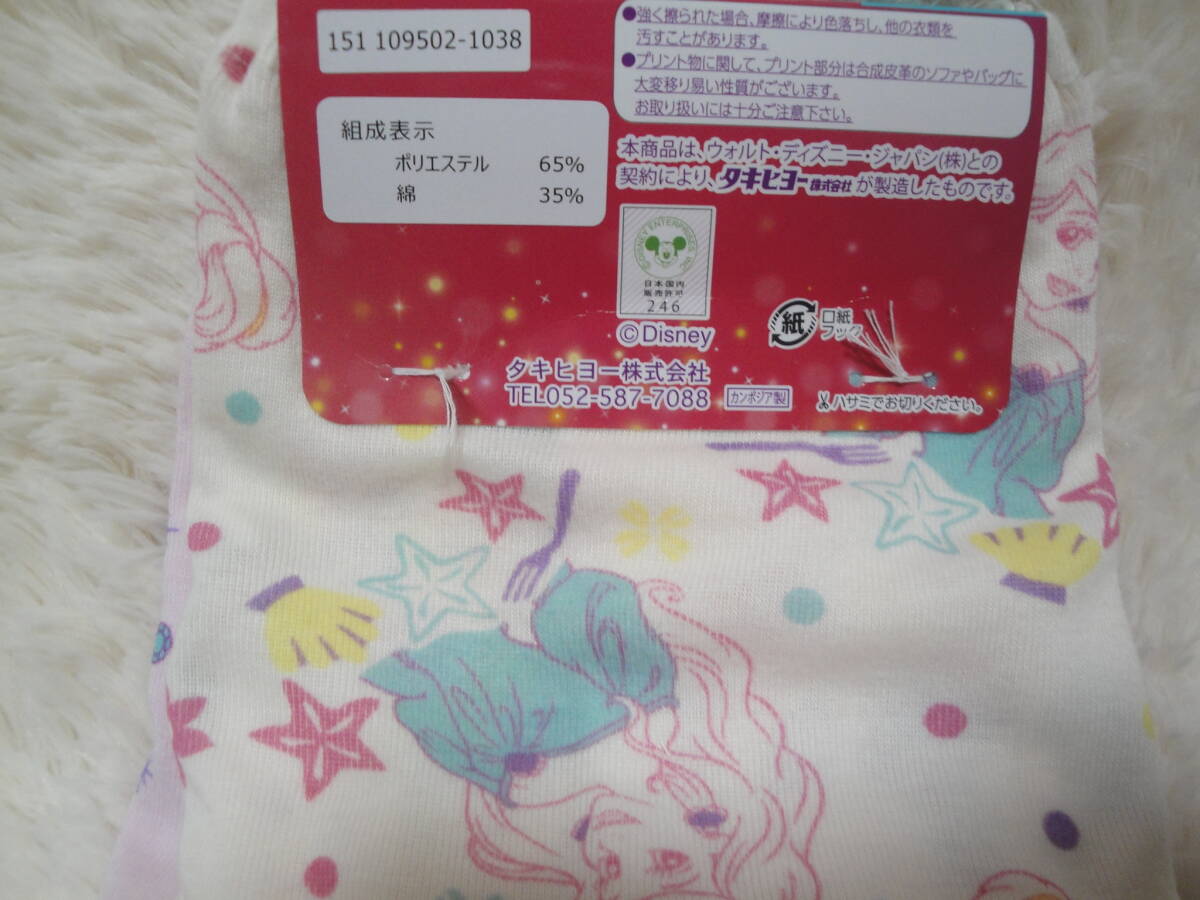 151 109502-1038
組成表示
ポリエステル 65%
綿 35%
●強く擦られた場合、摩擦により色落ちし、他の衣類を
汚すことがあります。
●プリント物に関して、プリント部分は合成皮革のソファやバッグに
大変移り易い性質がございます。
お取り扱いには十分ご注意下さい。
本商品は、ウォルト・ディズニー・ジャパン(株)との
契約により、タキヒヨー株式会社が製造したものです。
©DISNEY ENTERPRISES INC.
日本国内
販売許可
246
©Disney
紙
口紙
フック
タキヒヨー株式会社
TEL052-587-7088
カンボジア製
ハサミでお切りください。